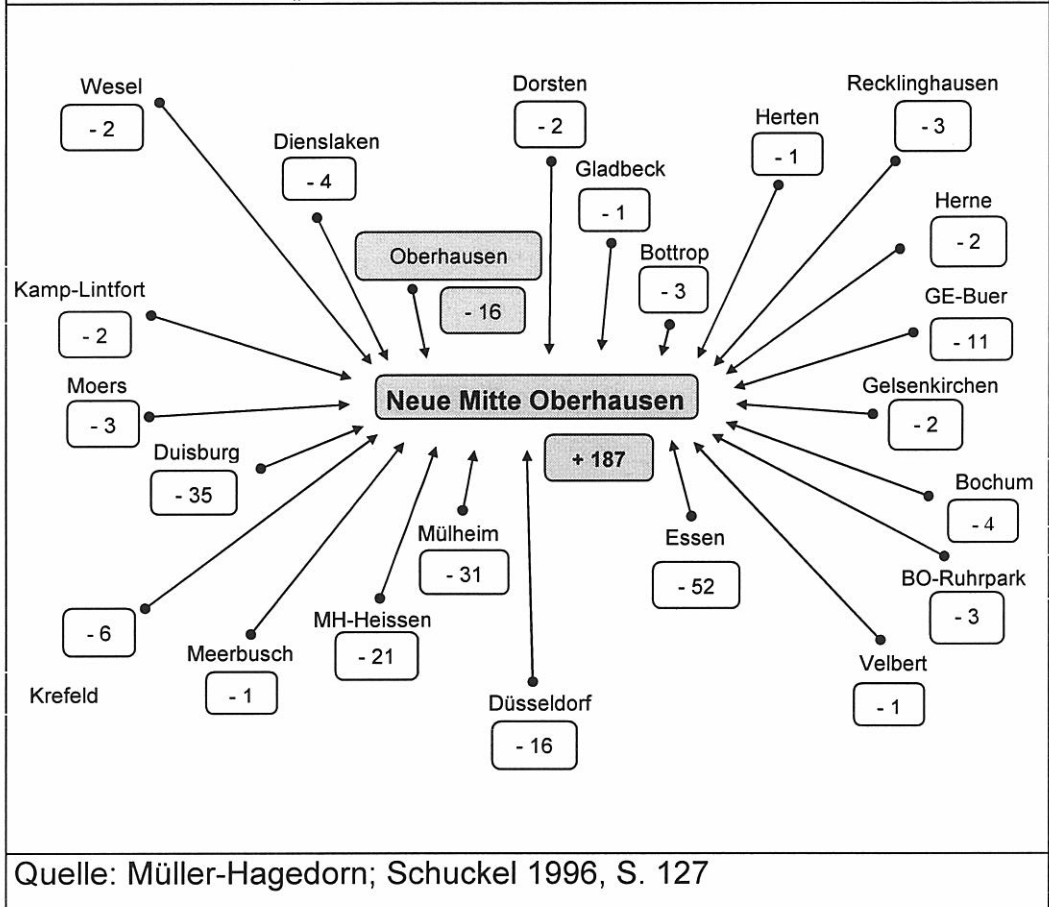 Wesel
- 2
Dienslaken
- 4
Dorsten
- 2
Gladbeck
- 1
Herten
- 1
Recklinghausen
- 3
Oberhausen
- 16
Bottrop
- 3
Herne
- 2
Kamp-Lintfort
- 2
GE-Buer
- 11
Moers
- 3
Neue Mitte Oberhausen
+ 187
Gelsenkirchen
- 2
Duisburg
- 35
Bochum
- 4
Mülheim
- 31
Essen
- 52
BO-Ruhrpark
- 3
- 6
Krefeld
Meerbusch
- 1
MH-Heissen
- 21
Düsseldorf
- 16
Velbert
- 1
Quelle: Müller-Hagedorn; Schuckel 1996, S. 127